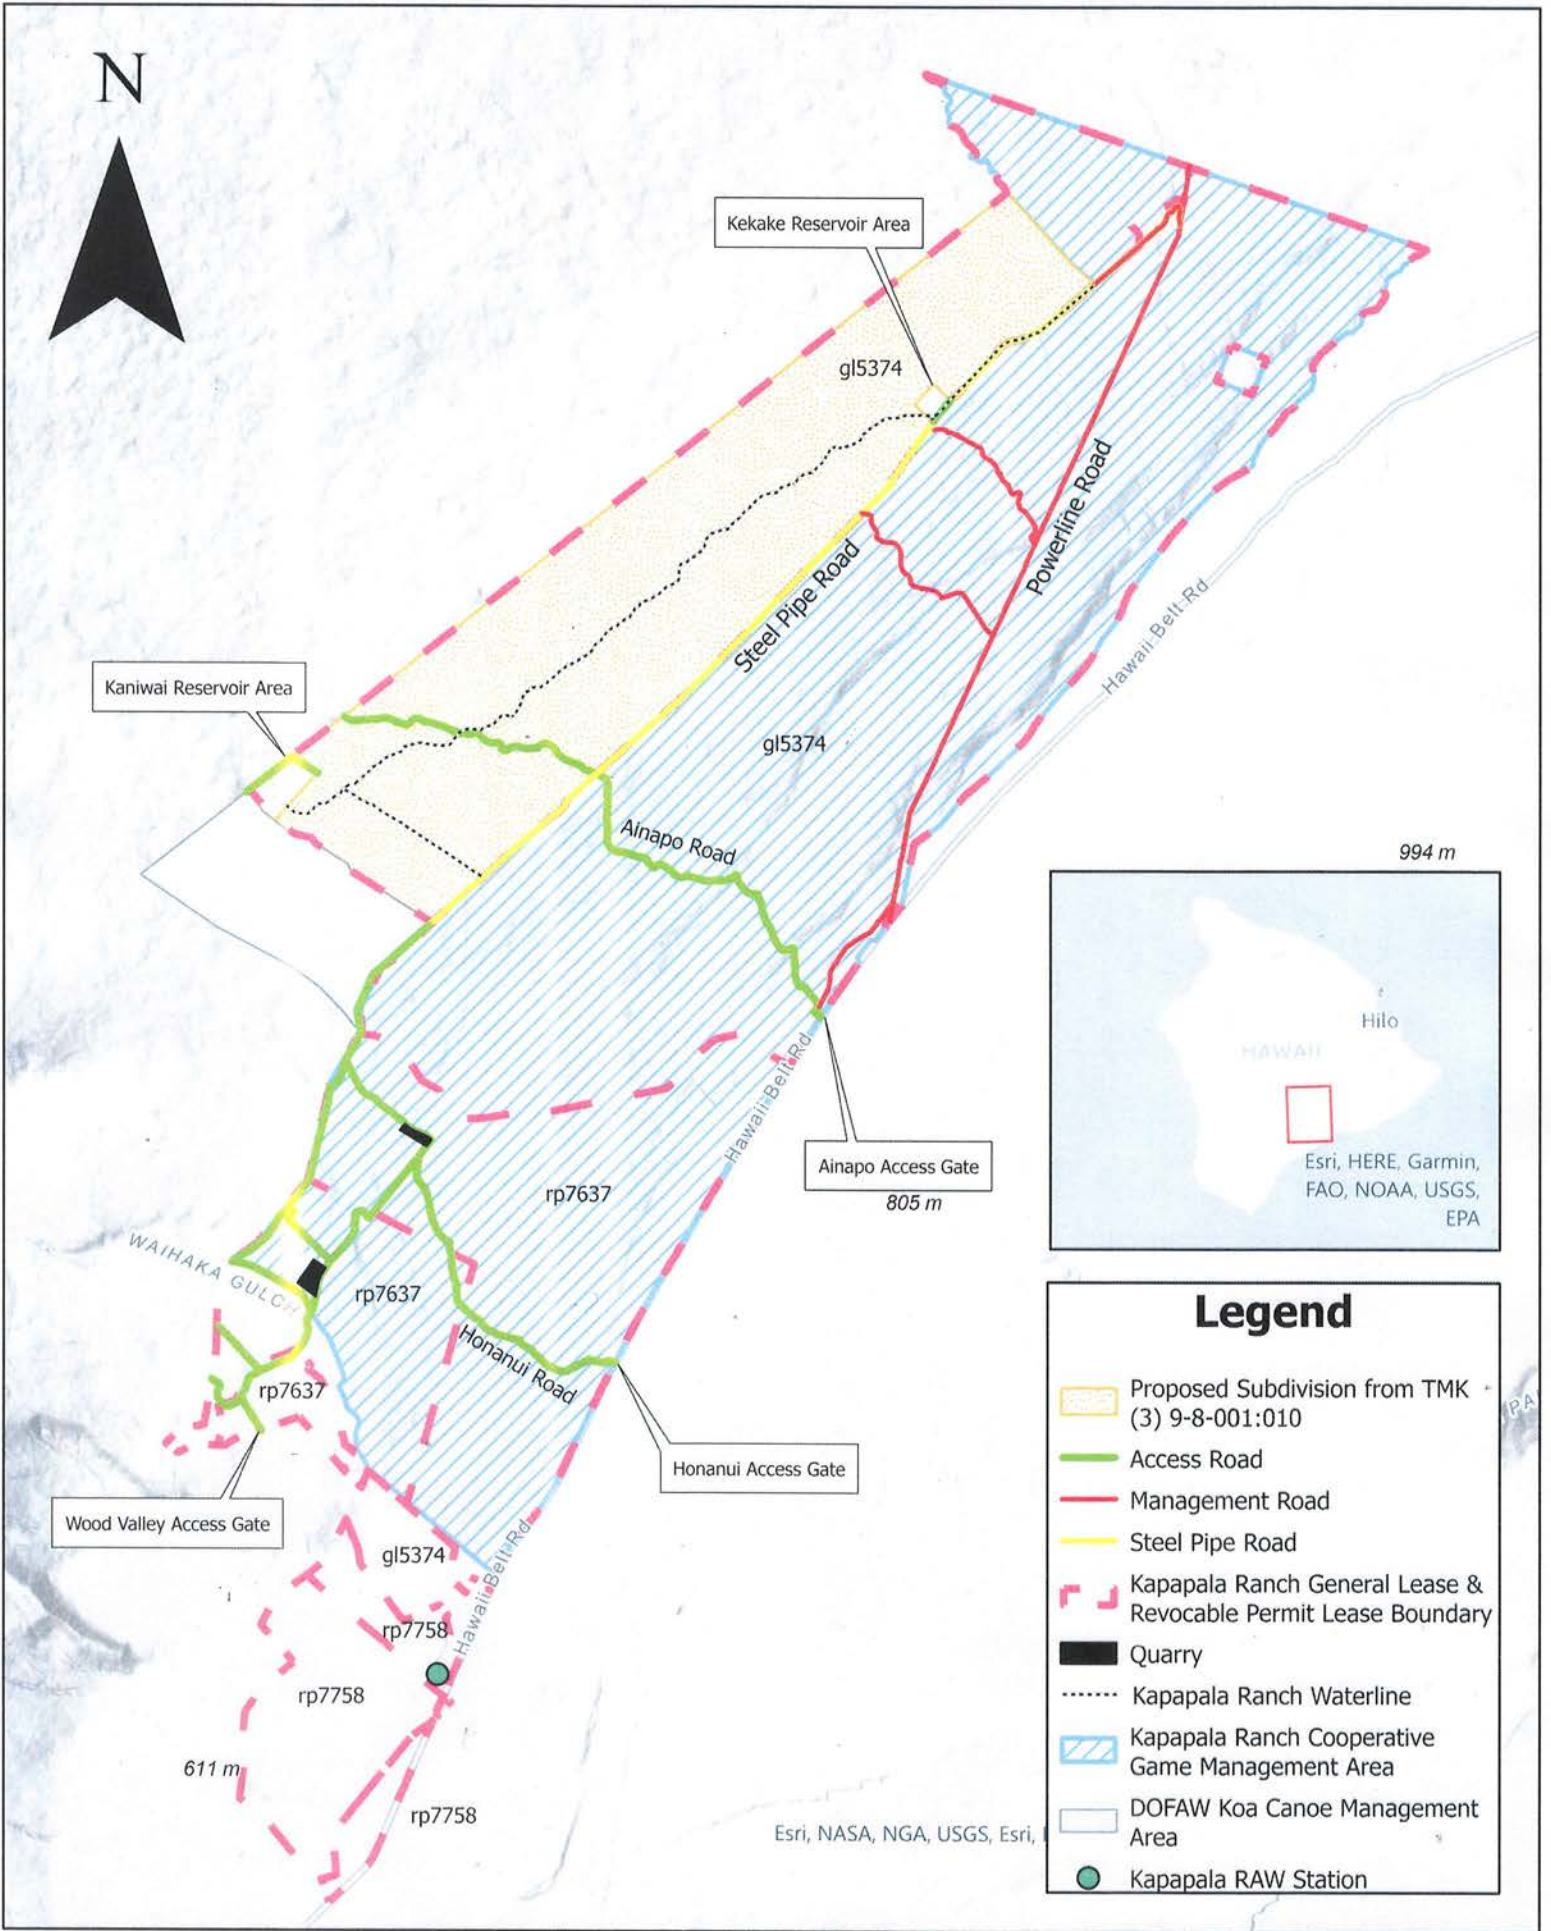 N
Kekake Reservoir Area
gl5374
Powerline Road
Steel Pipe Road
Hawaii Belt Rd
Kaniwai Reservoir Area
gl5374
Ainapo Road
994 m
Hilo
HAWAII
Esri, HERE, Garmin,
FAO, NOAA, USGS,
EPA
Hawaii Belt Rd
Ainapo Access Gate
805 m
rp7637
WAIHAKA GULCH
rp7637
Honanui Road
rp7637
Honanui Access Gate
Wood Valley Access Gate
gl5374
Hawaii Belt Rd
rp7758
rp7758
611 m
rp7758
Esri, NASA, NGA, USGS, Esri,
Legend
Proposed Subdivision from TMK
(3) 9-8-001:010
Access Road
Management Road
Steel Pipe Road
Kapapala Ranch General Lease &
Revocable Permit Lease Boundary
Quarry
Kapapala Ranch Waterline
Kapapala Ranch Cooperative
Game Management Area
DOFAW Koa Canoe Management
Area
Kapapala RAW Station